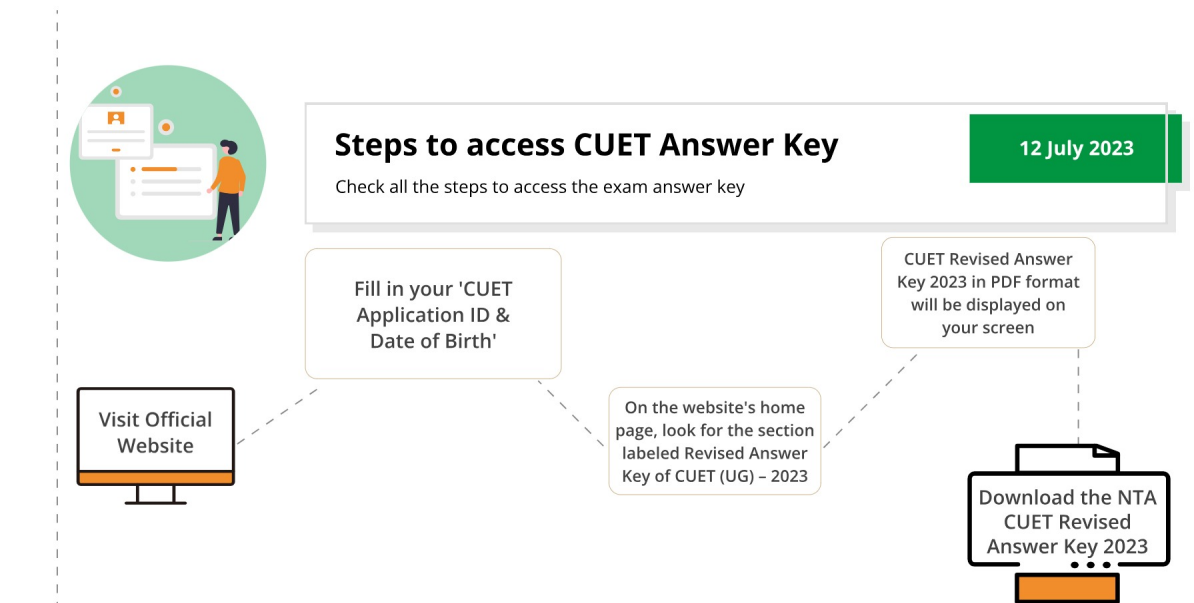 Steps to access CUET Answer Key
12 July 2023
Check all the steps to access the exam answer key
Visit Official
Website
Fill in your 'CUET
Application ID &
Date of Birth'
On the website's home
page, look for the section
labeled Revised Answer
Key of CUET (UG) – 2023
CUET Revised Answer
Key 2023 in PDF format
will be displayed on
your screen
Download the NTA
CUET Revised
Answer Key 2023